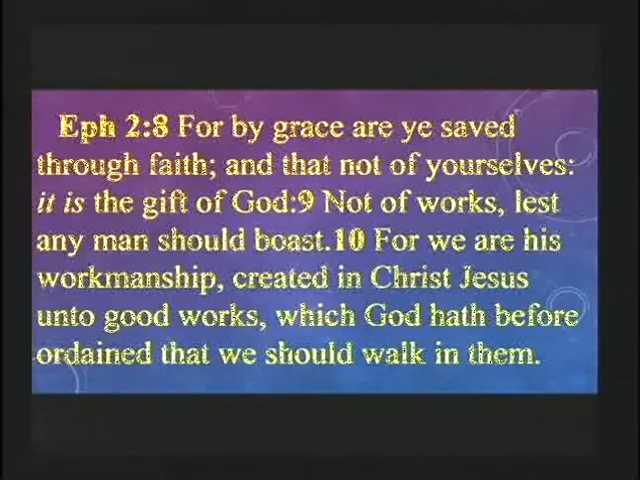 Eph 2:8 For by grace are ye saved
through faith; and that not of yourselves:
it is the gift of God:9 Not of works, lest
any man should boast.10 For we are his
workmanship, created in Christ Jesus
unto good works, which God hath before
ordained that we should walk in them.